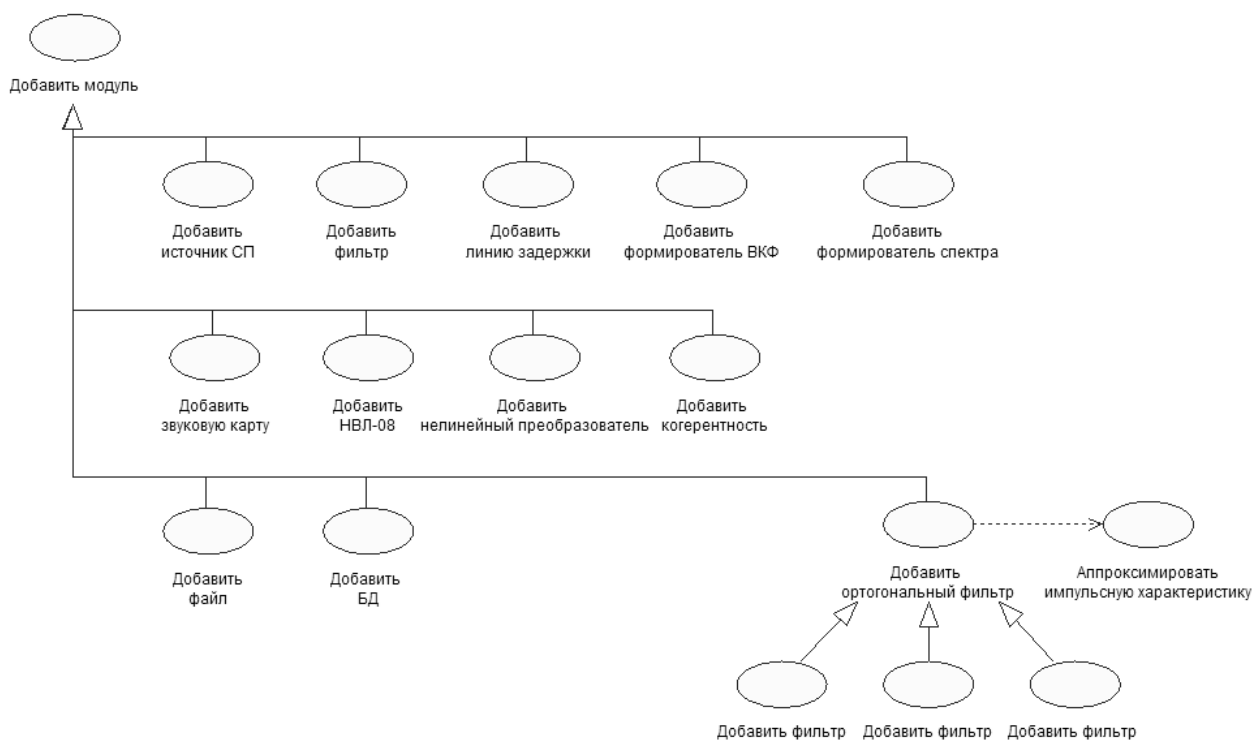 Добавить модуль
Добавить
источник СП
Добавить
фильтр
Добавить
линию задержки
Добавить
формирователь ВКФ
Добавить
формирователь спектра
Добавить
звуковую карту
Добавить
НВЛ-08
Добавить
нелинейный преобразователь
Добавить
когерентность
Добавить
файл
Добавить
БД
Добавить
ортогональный фильтр
Аппроксимировать
импульсную характеристику
Добавить фильтр
Добавить фильтр
Добавить фильтр